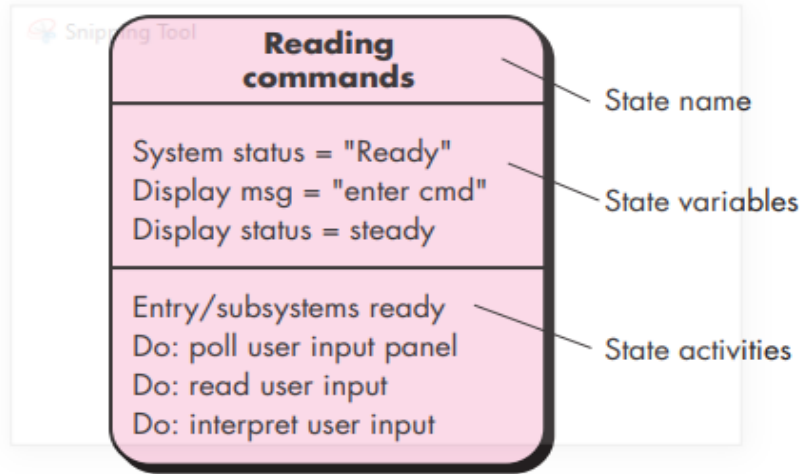 Snipping Tool
Reading
commands
State name
System status = "Ready"
Display msg = "enter cmd"
Display status = steady
State variables
Entry/subsystems ready
Do: poll user input panel
Do: read user input
Do: interpret user input
State activities